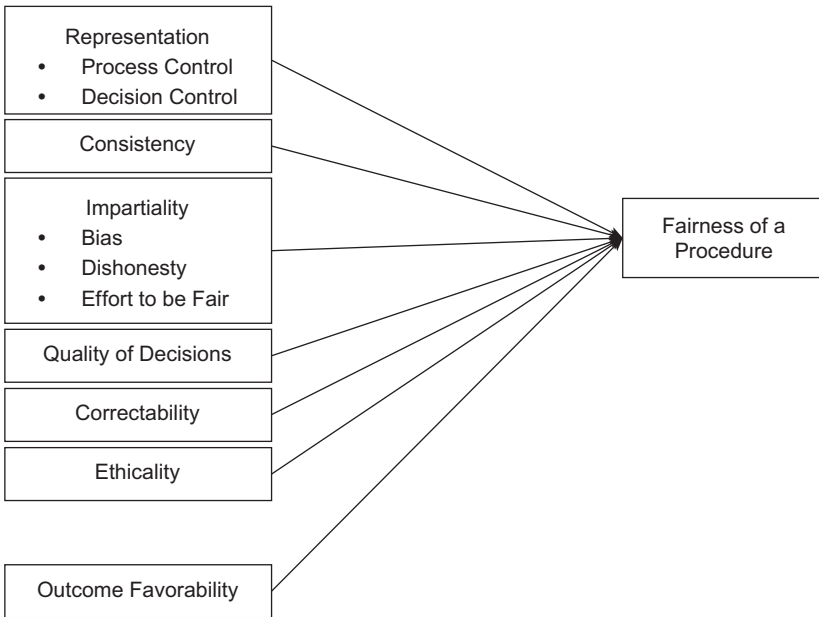 Representation
• Process Control
• Decision Control
Consistency
Impartiality
• Bias
• Dishonesty
• Effort to be Fair
Quality of Decisions
Correctability
Ethicality
Outcome Favorability
Fairness of a
Procedure